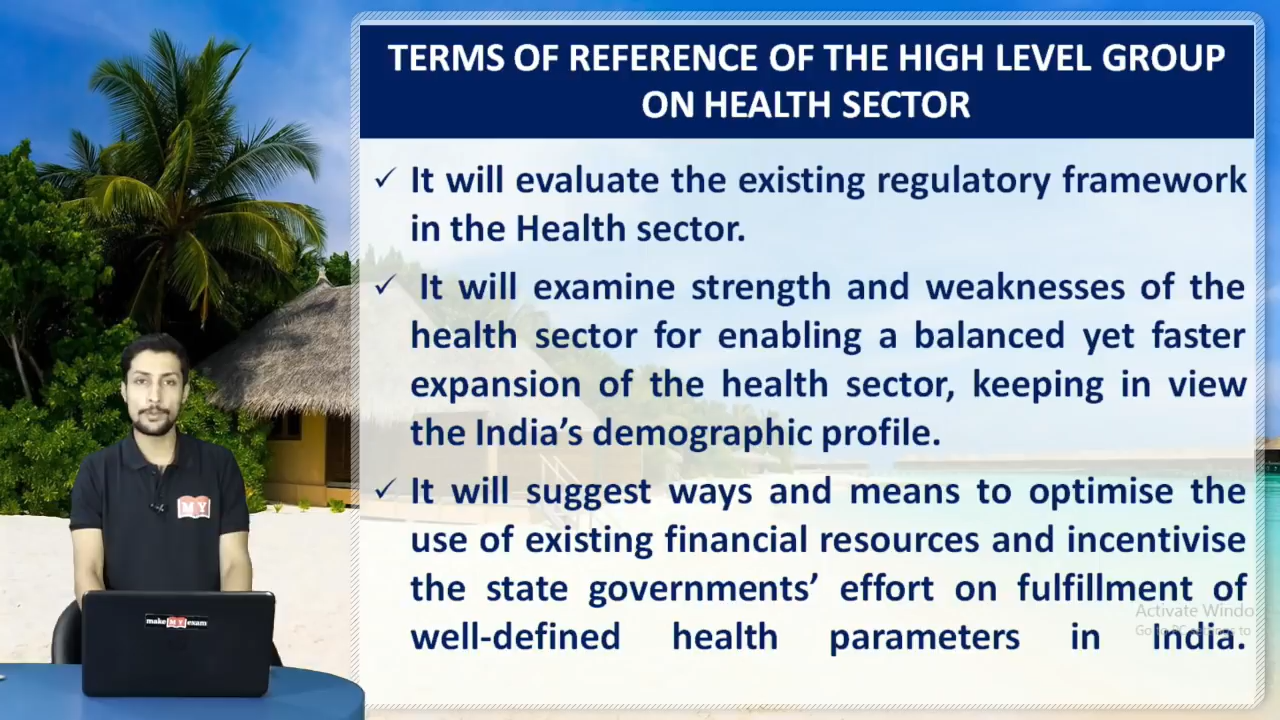 TERMS OF REFERENCE OF THE HIGH LEVEL GROUP
ON HEALTH SECTOR
✓ It will evaluate the existing regulatory framework
in the Health sector.
✓ It will examine strength and weaknesses of the
health sector for enabling a balanced yet faster
expansion of the health sector, keeping in view
the India's demographic profile.
✓ It will suggest ways and means to optimise the
use of existing financial resources and incentivise
the state governments' effort on fulfillment of
well-defined health parameters in India.
Activate Windo
MY
make MY exam